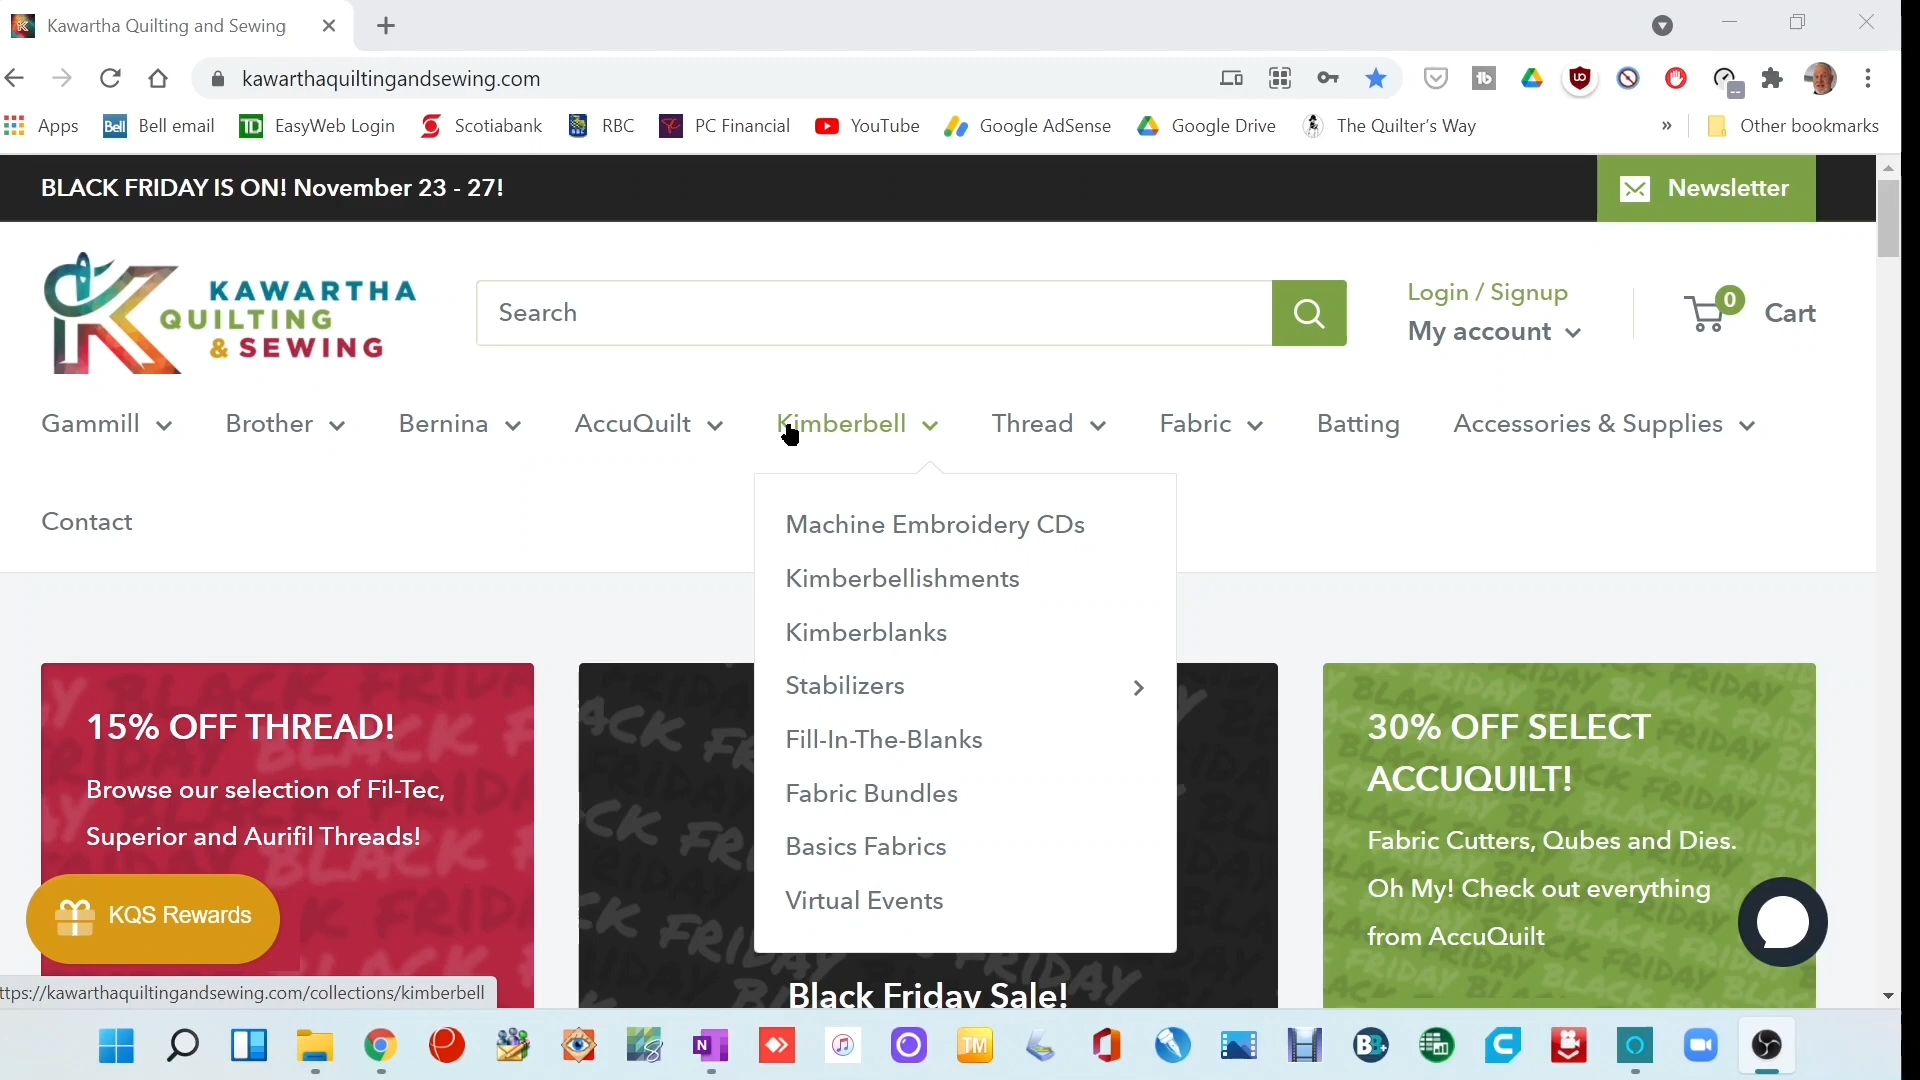 Kawartha Quilting and Sewing
kawarthaquiltingandsewing.com
Apps Bell Bell email TD EasyWeb Login Scotiabank RBC PC Financial YouTube Google AdSense Google Drive The Quilter's Way » Other bookmarks
BLACK FRIDAY IS ON! November 23 - 27!
Newsletter
KAWARTHA
QUILTING
& SEWING
Search
Login / Signup
My account
0
Cart
Gammill Brother Bernina AccuQuilt Kimberbell Thread Fabric Batting Accessories & Supplies
Contact
Machine Embroidery CDs
Kimberbellishments
Kimberblanks
Stabilizers
Fill-In-The-Blanks
Fabric Bundles
Basics Fabrics
Virtual Events
15% OFF THREAD!
Browse our selection of Fil-Tec,
Superior and Aurifil Threads!
KQS Rewards
Black Friday Sale!
30% OFF SELECT
ACCUQUILT!
Fabric Cutters, Qubes and Dies.
Oh My! Check out everything
from AccuQuilt
ttps://kawarthaquiltingandsewing.com/collections/kimberbell